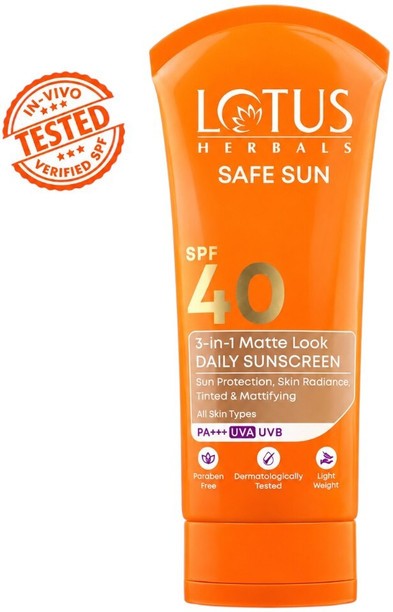 IN-VIVO
TESTED
VERIFIED SPF
LOTUS
HERBALS
SAFE SUN
SPF
40
3-in-1 Matte Look
DAILY SUNSCREEN
Sun Protection, Skin Radiance,
Tinted & Mattifying
All Skin Types
PA+++ UVA UVB
Paraben
Free
Dermatologically
Tested
Light
Weight